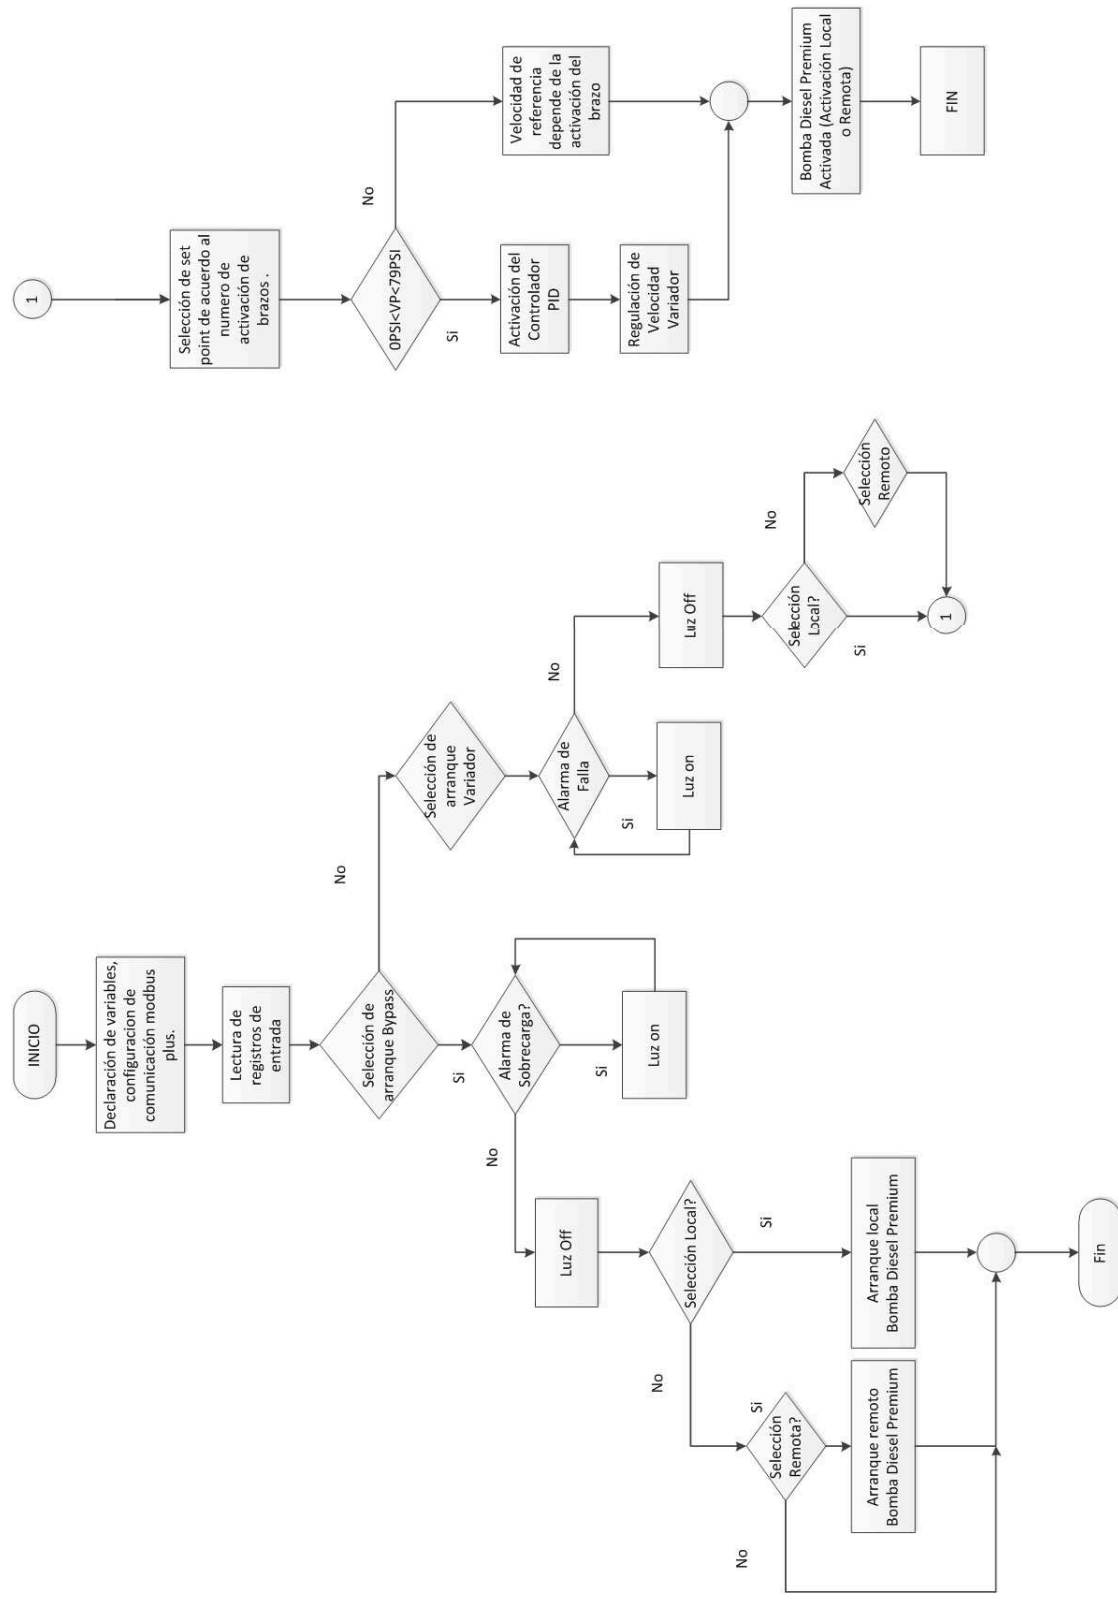 INICIO
Declaración de variables,
configuracion de
comunicación modbus
plus.
Lectura de
registros de
entrada
Selección de
arranque Bypass
No
Si
Alarma de
Sobrecarga?
No
Si
Luz on
Luz Off
Selección Local?
No
Si
Selección
Remota?
Si
No
Arranque remoto
Bomba Diesel Premium
Arranque local
Bomba Diesel Premium
Fin
Selección de
arranque
Variador
Alarma de
Falla
No
Si
Luz on
Luz Off
Selección
Local?
No
Si
Selección
Remoto
1
1
Selección de set
point de acuerdo al
numero de
activación de
brazos .
0PSI<VP<79PSI
No
Si
Activación del
Controlador
PID
Regulación de
Velocidad
Variador
Velocidad de
referencia
depende de la
activación del
brazo
Bomba Diesel Premium
Activada (Activación Local
o Remota)
FIN